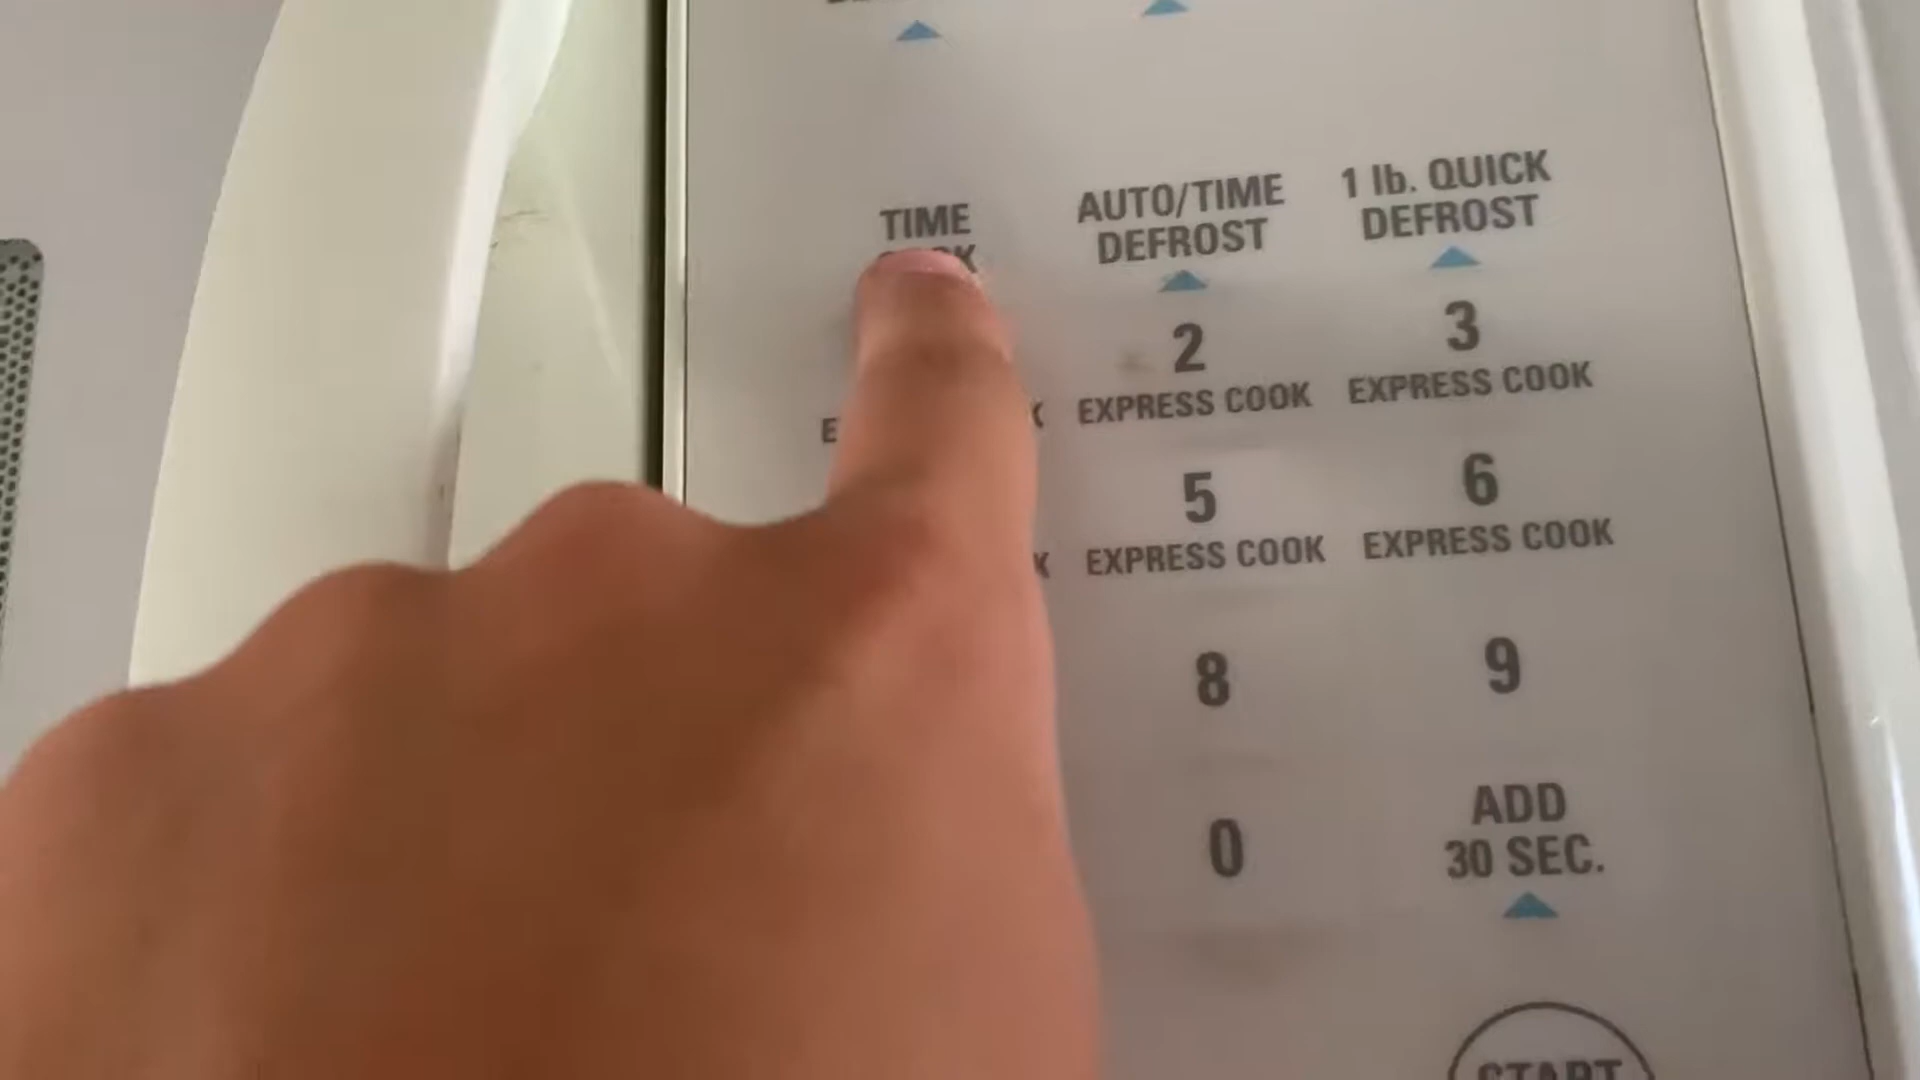 TIME
AUTO/TIME
DEFROST
1 lb. QUICK
DEFROST
2
EXPRESS COOK
3
EXPRESS COOK
5
EXPRESS COOK
6
EXPRESS COOK
8
9
0
ADD
30 SEC.
START